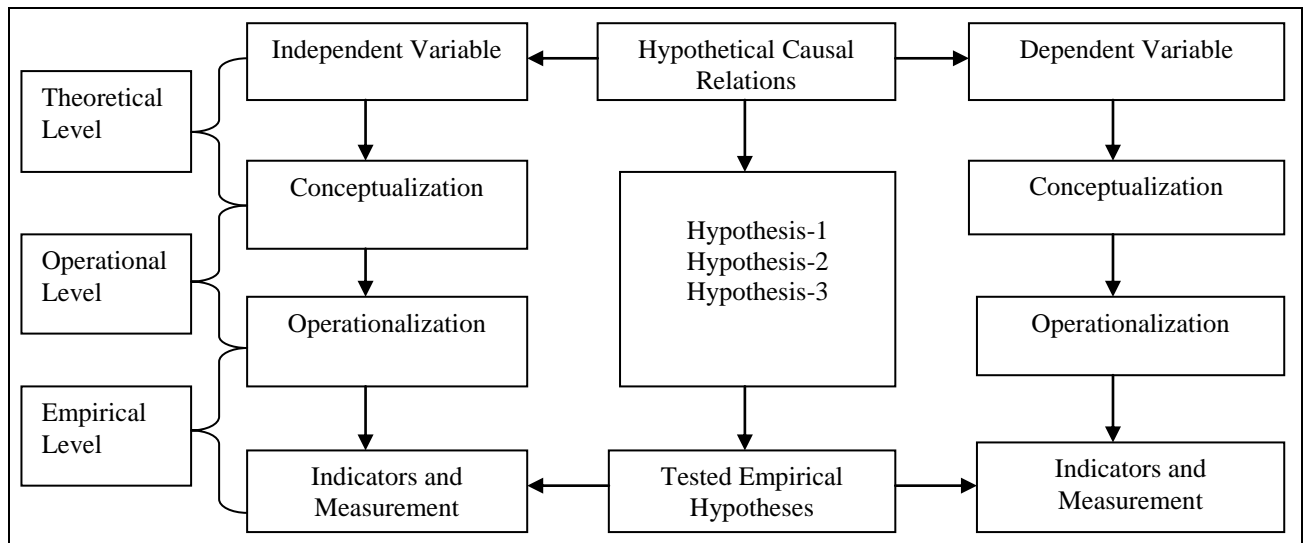 Independent Variable
Hypothetical Causal
Relations
Dependent Variable
Theoretical
Level
Conceptualization
Hypothesis-1
Hypothesis-2
Hypothesis-3
Conceptualization
Operational
Level
Operationalization
Operationalization
Empirical
Level
Indicators and
Measurement
Tested Empirical
Hypotheses
Indicators and
Measurement